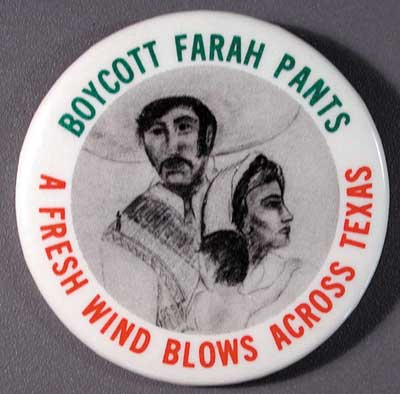 BOYCOTT FARAH PANTS
A FRESH WIND BLOWS ACROSS TEXAS